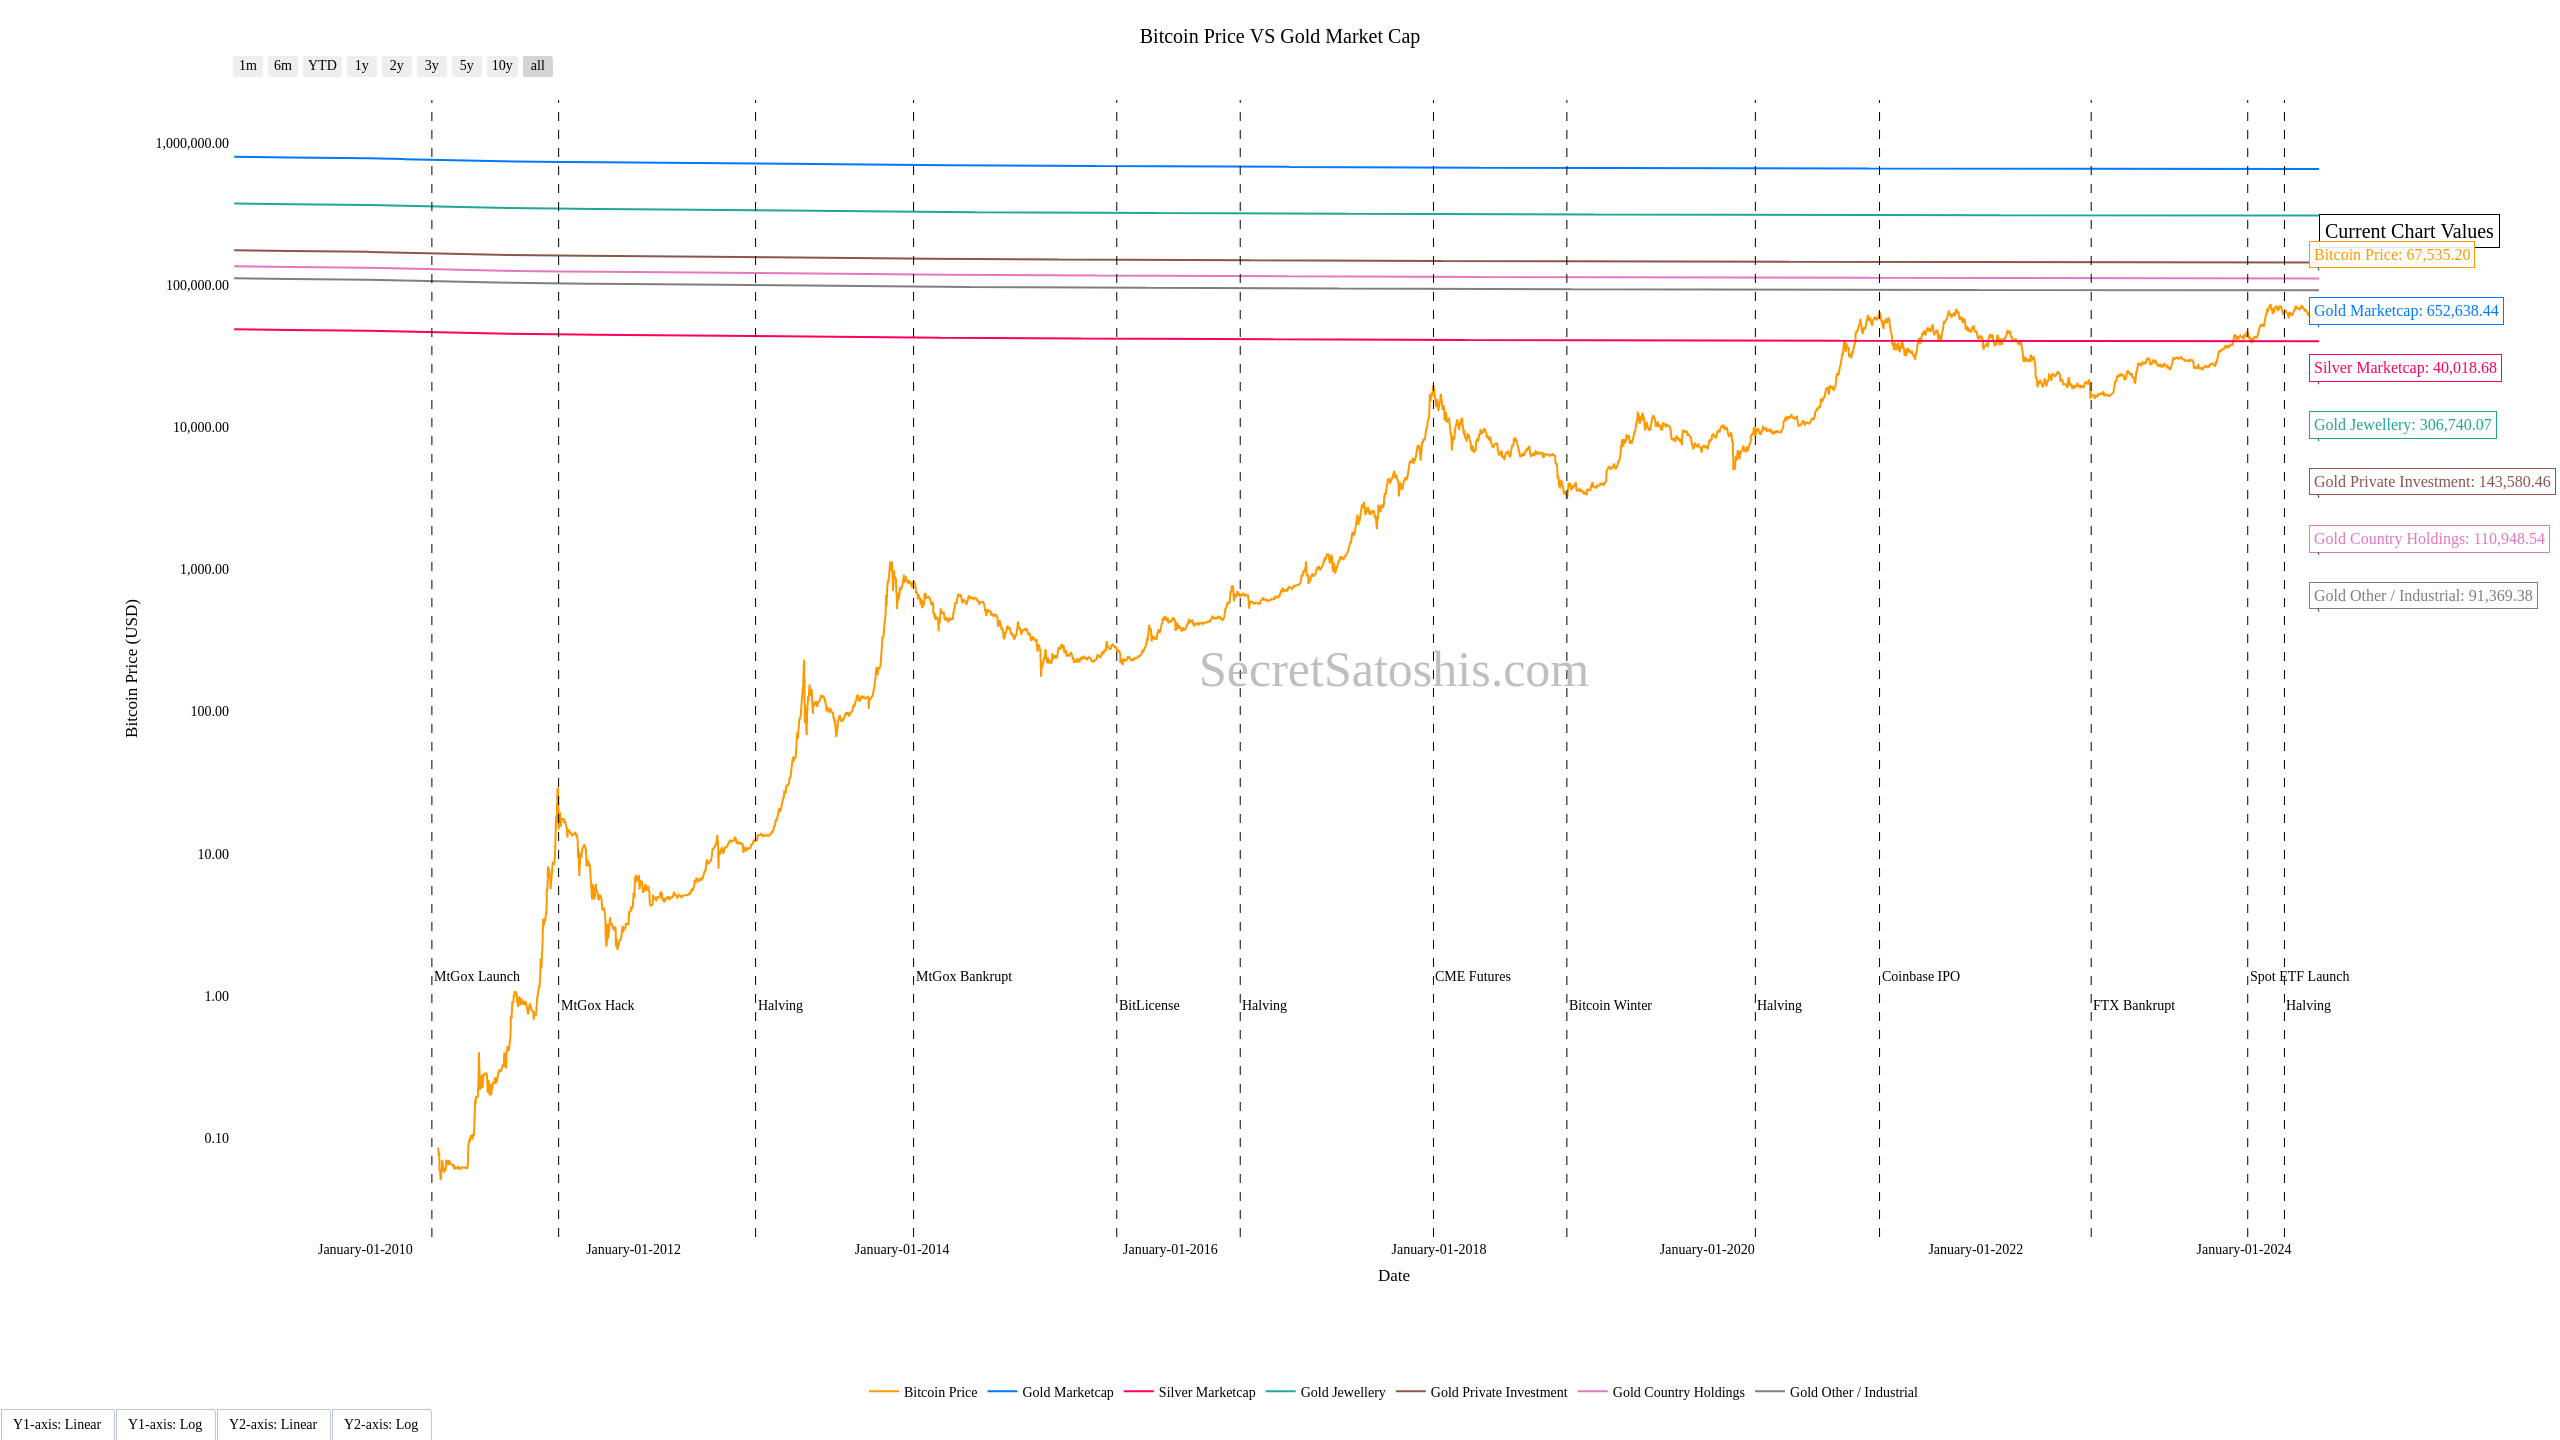 Bitcoin Price VS Gold Market Cap
1m 6m YTD 1y 2y 3y 5y 10y all
1,000,000.00
100,000.00
10,000.00
1,000.00
100.00
10.00
1.00
0.10
Bitcoin Price (USD)
Current Chart Values
Bitcoin Price: 67,535.20
Gold Marketcap: 652,638.44
Silver Marketcap: 40,018.68
Gold Jewellery: 306,740.07
Gold Private Investment: 143,580.46
Gold Country Holdings: 110,948.54
Gold Other / Industrial: 91,369.38
SecretSatoshis.com
MtGox Launch
MtGox Hack
Halving
MtGox Bankrupt
BitLicense
Halving
CME Futures
Bitcoin Winter
Halving
Coinbase IPO
FTX Bankrupt
Spot ETF Launch
Halving
January-01-2010 January-01-2012 January-01-2014 January-01-2016 January-01-2018 January-01-2020 January-01-2022 January-01-2024
Date
Bitcoin Price Gold Marketcap Silver Marketcap Gold Jewellery Gold Private Investment Gold Country Holdings Gold Other / Industrial
Y1-axis: Linear Y1-axis: Log Y2-axis: Linear Y2-axis: Log